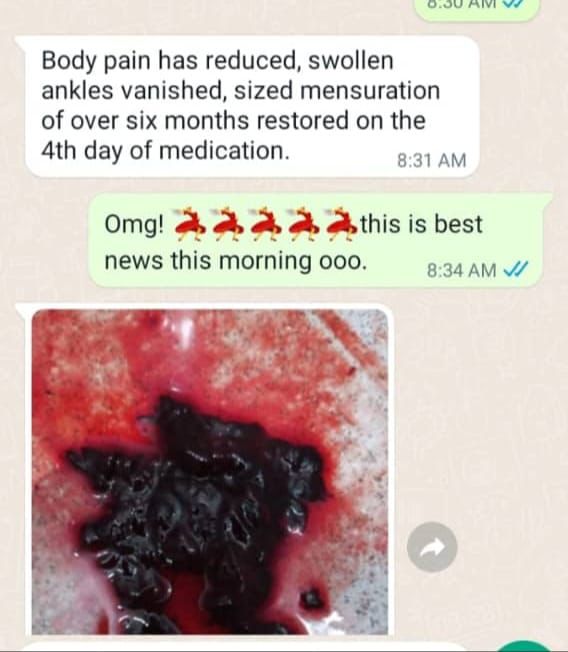 8:30 AM
Body pain has reduced, swollen
ankles vanished, sized mensuration
of over six months restored on the
4th day of medication.
8:31 AM
Omg! 💃💃💃💃💃this is best
news this morning ooo.
8:34 AM